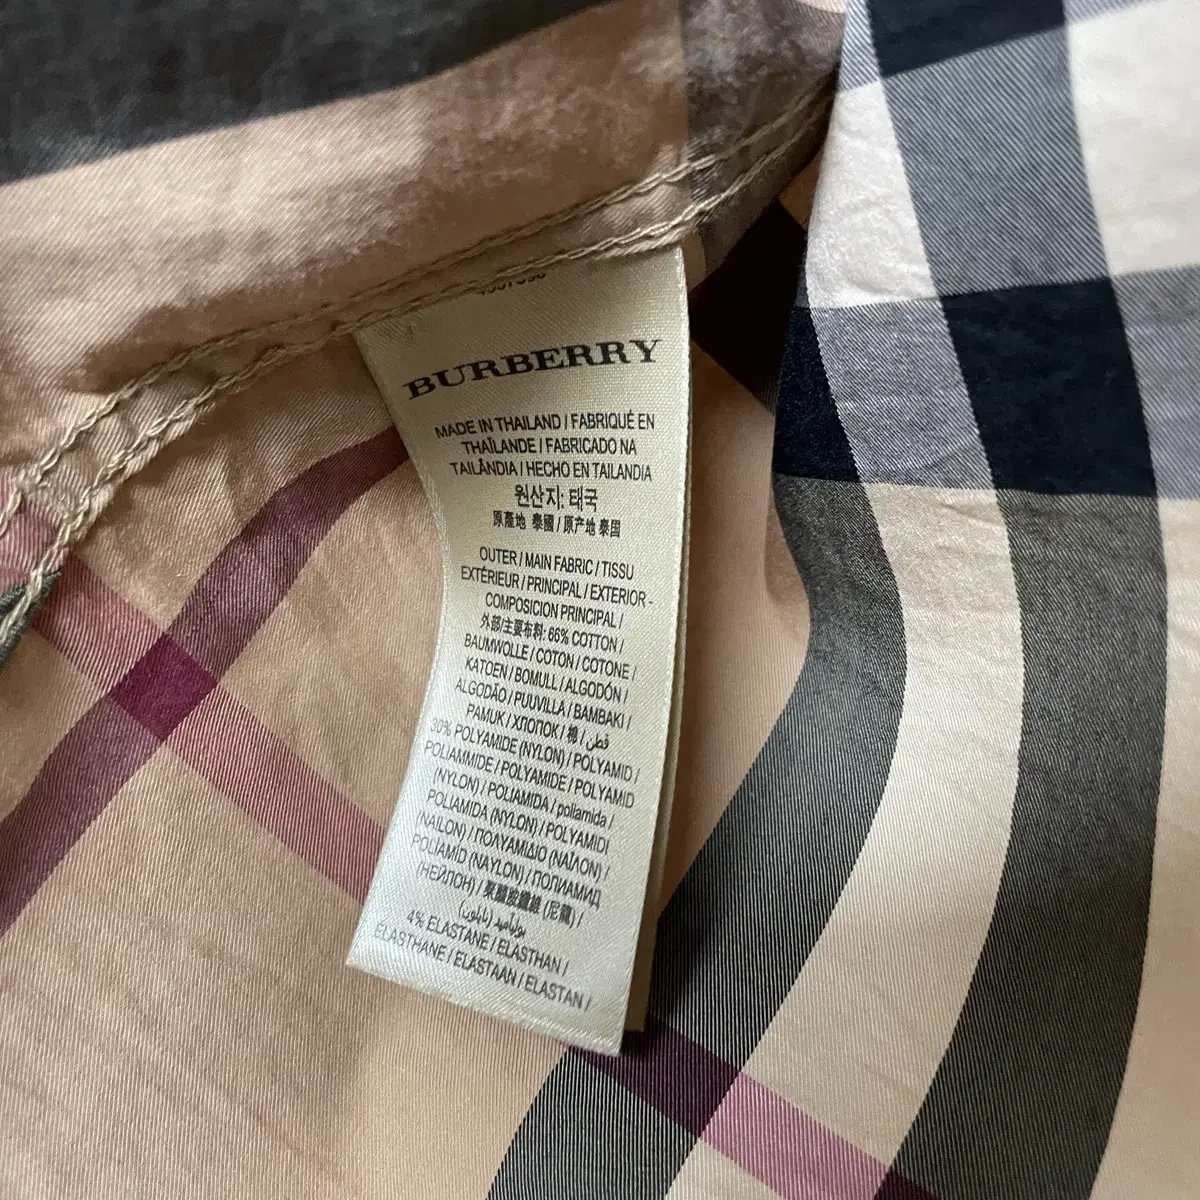 BURBERRY
MADE IN THAILAND / FABRIQUÉ EN
THAÏLANDE / FABRICADO NA
TAILÂNDIA / HECHO EN TAILANDIA
원산지: 태국
原產地 泰國 / 原产地 泰国
OUTER / MAIN FABRIC / TISSU
EXTÉRIEUR / PRINCIPAL / EXTERIOR -
COMPOSICION PRINCIPAL /
外部/主要布料: 66% COTTON /
BAUMWOLLE / COTON / COTONE /
KATOEN / BOMULL / ALGODÓN /
ALGODÃO / PUUVILLA / BAMBAKI /
PAMUK / ХЛОПОК / 棉 / قطن /
30% POLYAMIDE (NYLON) / POLYAMID /
POLIAMMIDE / POLYAMIDE / POLYAMID
(NYLON) / POLIAMIDA / poliamida /
POLIAMIDA (NYLON) / POLYAMIDI
(NAILON) / ΠΟΛΥΑΜΙΔΙΟ (ΝΑΪΛΟΝ) /
POLİAMİD (NAYLON) / ПОЛИАМИД
(НЕЙЛОН) / 聚醯胺纖維 (尼龍) /
بولياميد (نايلون) /
4% ELASTANE / ELASTHAN /
ELASTHANE / ELASTAAN / ELASTAN /